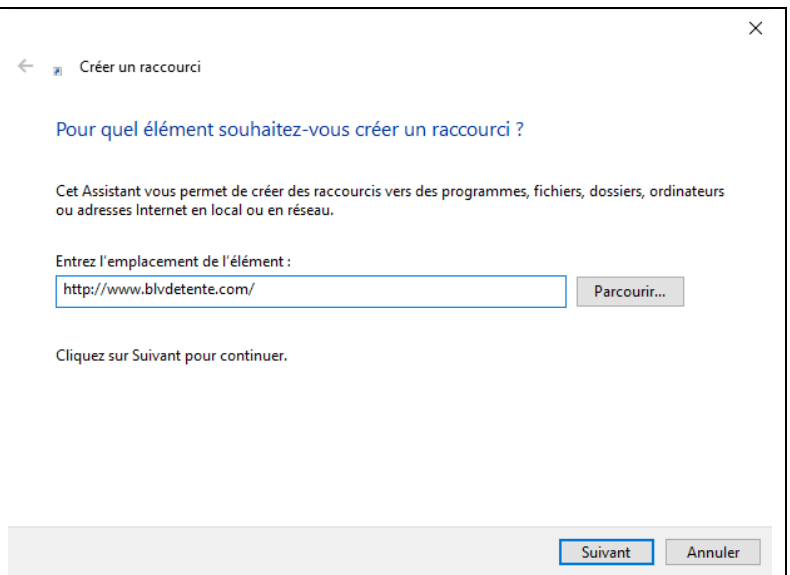 Créer un raccourci
Pour quel élément souhaitez-vous créer un raccourci ?
Cet Assistant vous permet de créer des raccourcis vers des programmes, fichiers, dossiers, ordinateurs
ou adresses Internet en local ou en réseau.
Entrez l'emplacement de l'élément :
http://www.blvdetente.com/
Parcourir...
Cliquez sur Suivant pour continuer.
Suivant
Annuler